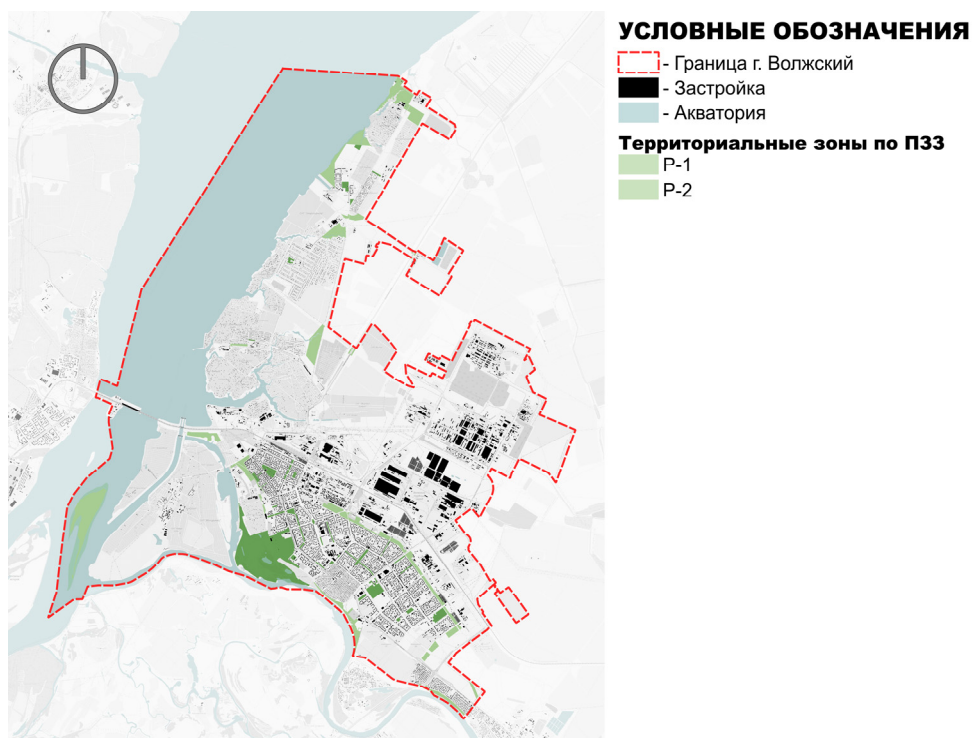 УСЛОВНЫЕ ОБОЗНАЧЕНИЯ
- Граница г. Волжский
- Застройка
- Акватория
Территориальные зоны по ПЗЗ
Р-1
Р-2